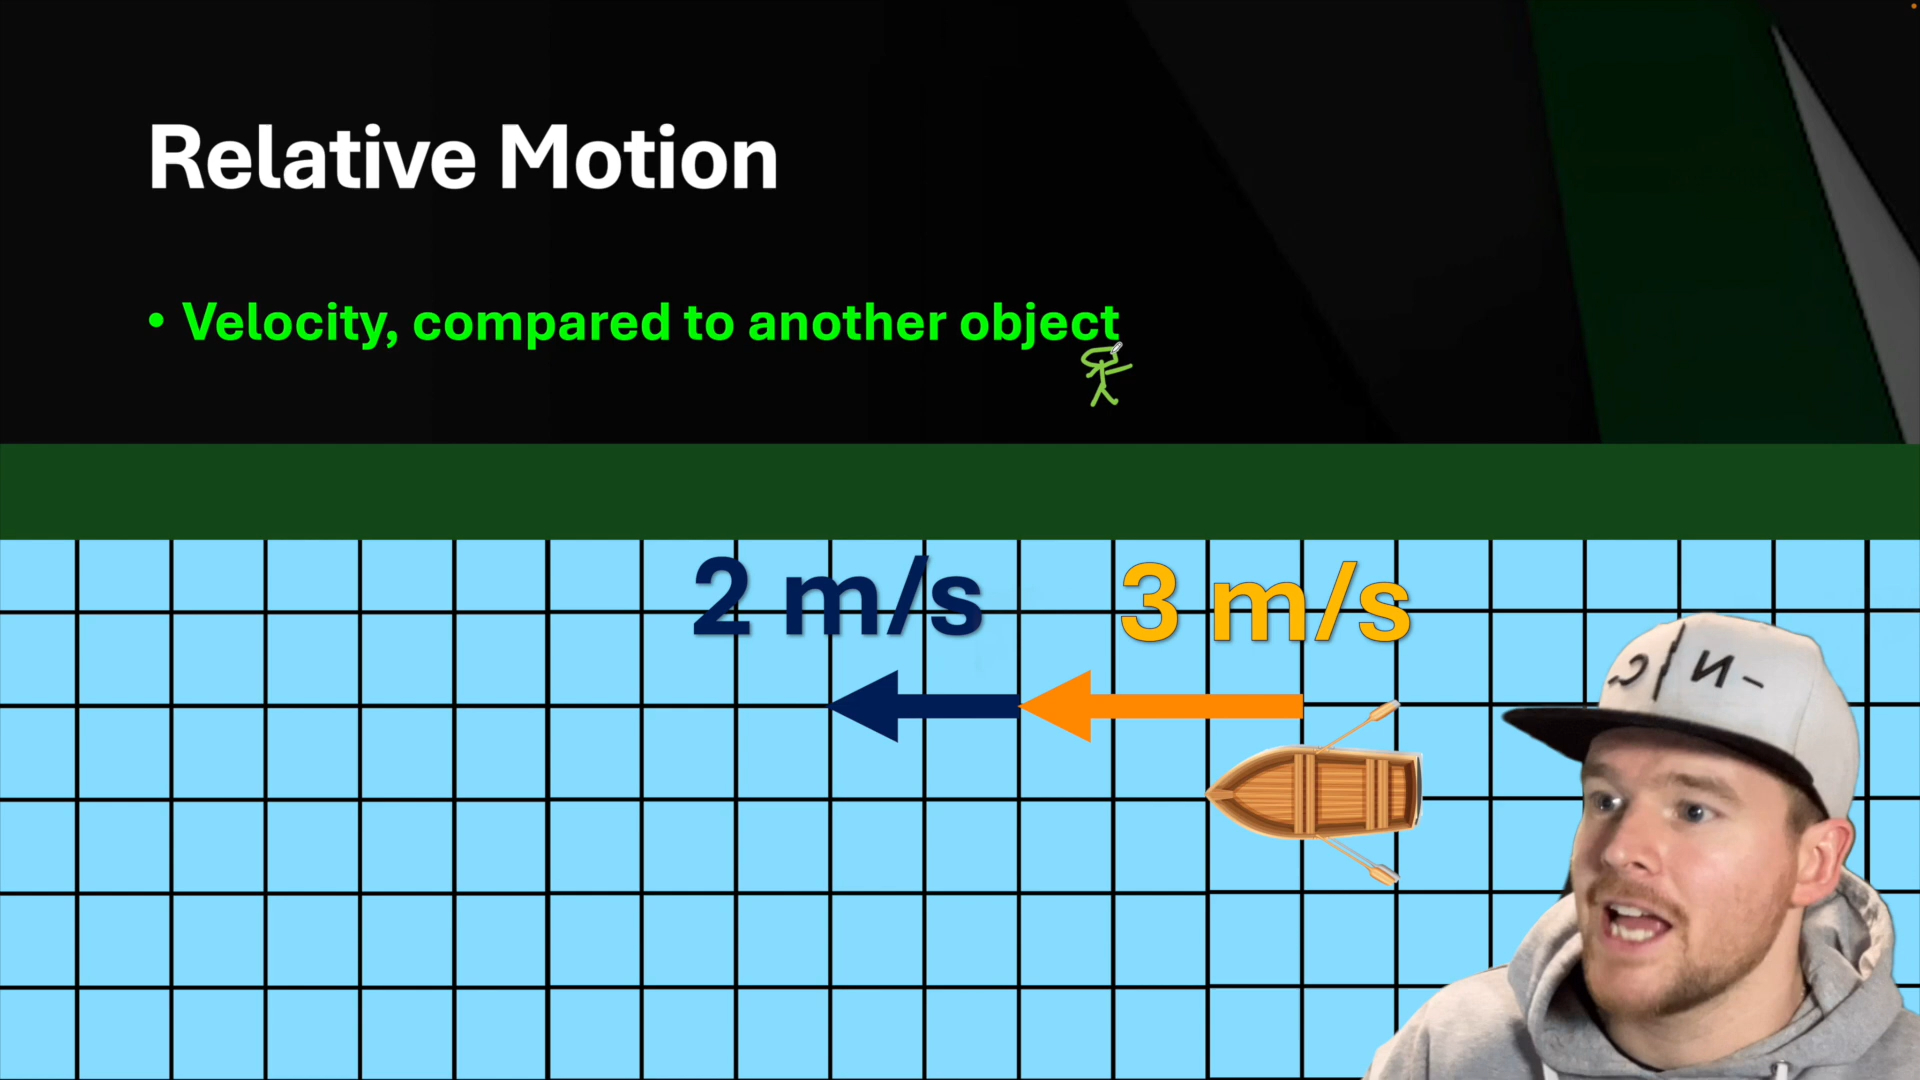 Relative Motion
• Velocity, compared to another object
2 m/s 3 m/s